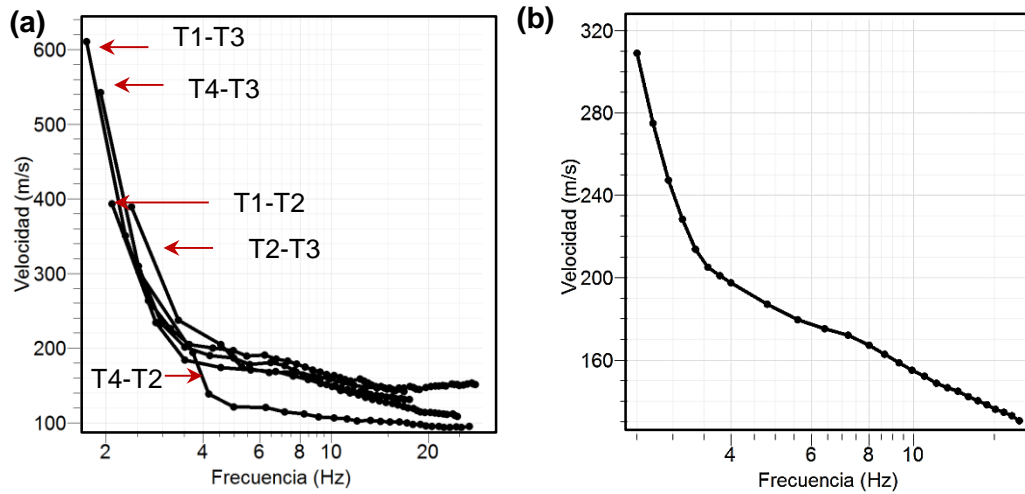 (a)
T1-T3
T4-T3
T1-T2
T2-T3
T4-T2
600
500
400
300
200
100
Velocidad (m/s)
2
4
6
8
10
20
Frecuencia (Hz)
(b)
320
280
240
200
160
Velocidad (m/s)
4
6
8
10
Frecuencia (Hz)